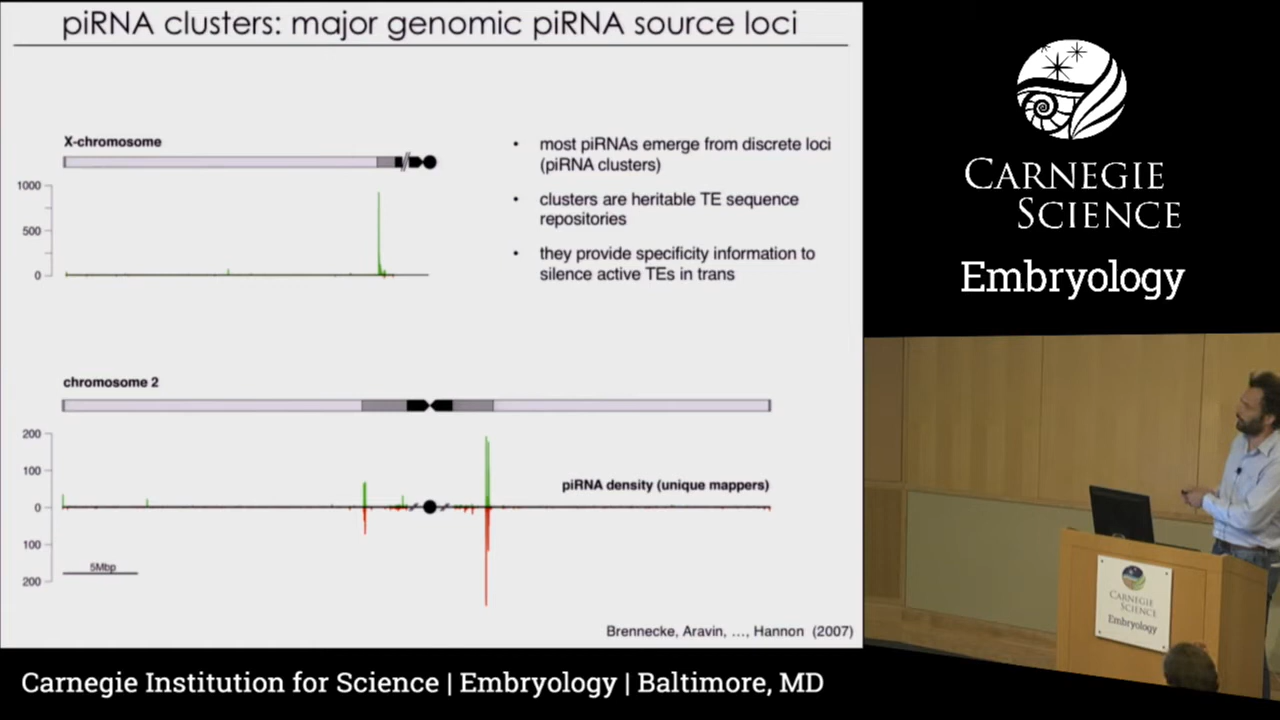 piRNA clusters: major genomic piRNA source loci
X-chromosome
1000
500
0
• most piRNAs emerge from discrete loci
(piRNA clusters)
• clusters are heritable TE sequence
repositories
• they provide specificity information to
silence active TEs in trans
chromosome 2
200
100
0
100
200
piRNA density (unique mappers)
5Mbp
Brennecke, Aravin, …, Hannon (2007)
CARNEGIE
SCIENCE
Embryology
CARNEGIE
SCIENCE
Embryology
Carnegie Institution for Science | Embryology | Baltimore, MD